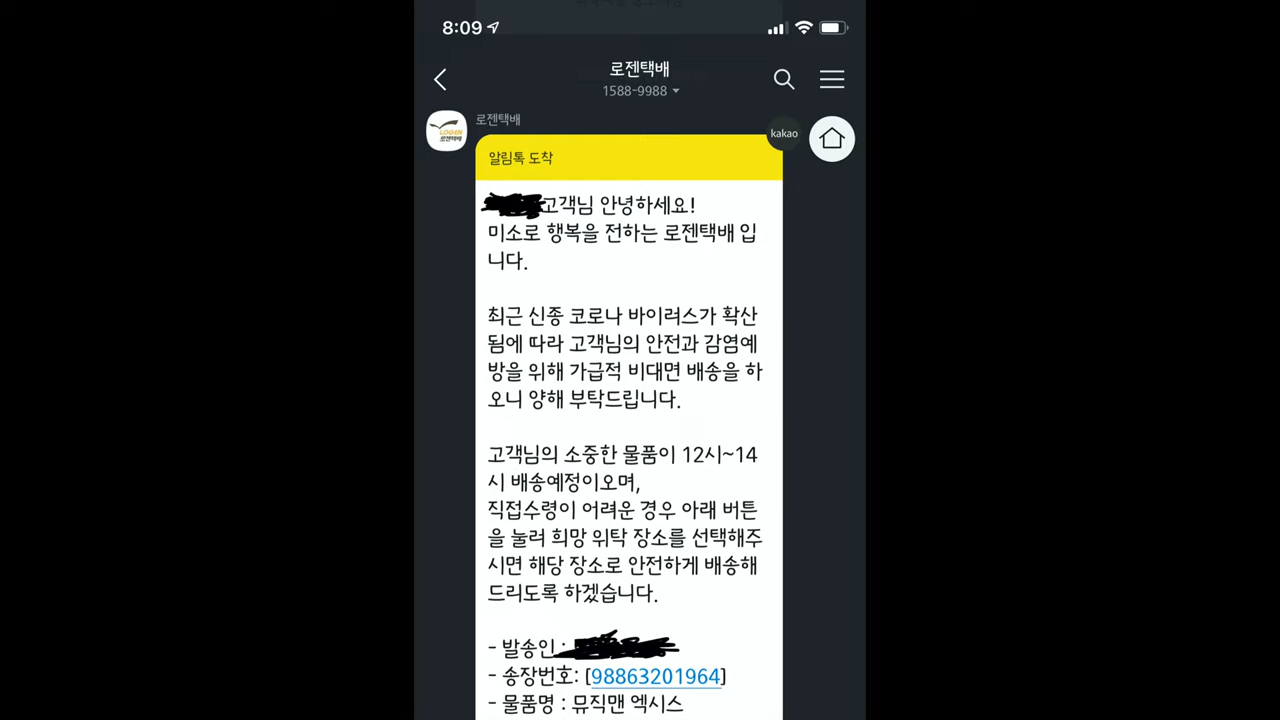 8:09
로젠택배
1588-9988
LOGEN
로젠택배
로젠택배
kakao
알림톡 도착
고객님 안녕하세요!
미소로 행복을 전하는 로젠택배 입
니다.
최근 신종 코로나 바이러스가 확산
됨에 따라 고객님의 안전과 감염예
방을 위해 가급적 비대면 배송을 하
오니 양해 부탁드립니다.
고객님의 소중한 물품이 12시~14
시 배송예정이오며,
직접수령이 어려운 경우 아래 버튼
을 눌러 희망 위탁 장소를 선택해주
시면 해당 장소로 안전하게 배송해
드리도록 하겠습니다.
- 발송인 :
- 송장번호: [98863201964]
- 물품명 : 뮤직맨 엑시스